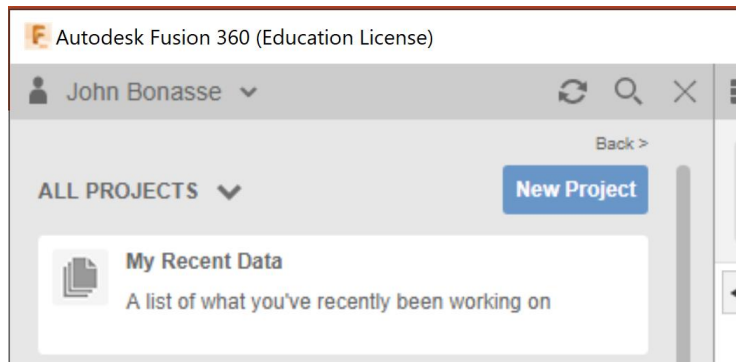 Autodesk Fusion 360 (Education License)
John Bonasse
Back >
ALL PROJECTS
New Project
My Recent Data
A list of what you've recently been working on